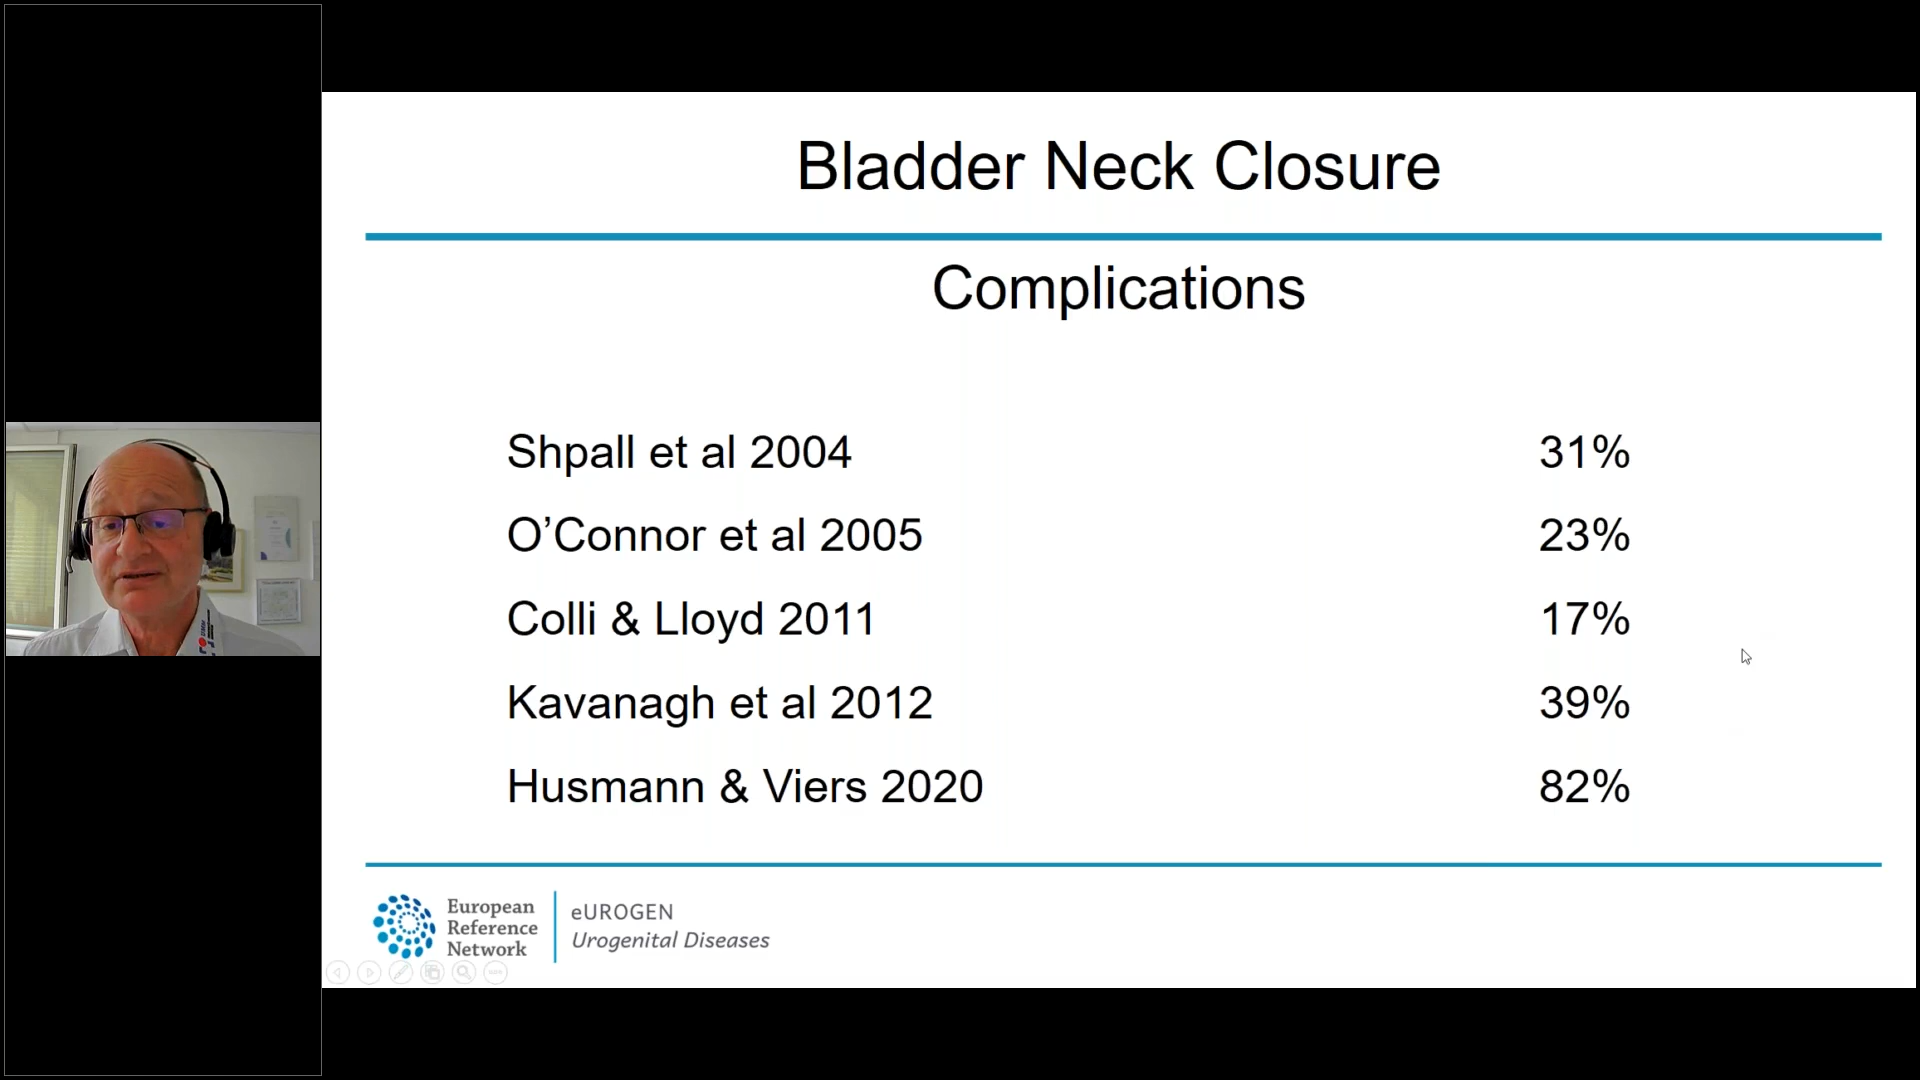 Bladder Neck Closure
Complications
Shpall et al 2004 31%
O’Connor et al 2005 23%
Colli & Lloyd 2011 17%
Kavanagh et al 2012 39%
Husmann & Viers 2020 82%
European
Reference
Network
eUROGEN
Urogenital Diseases